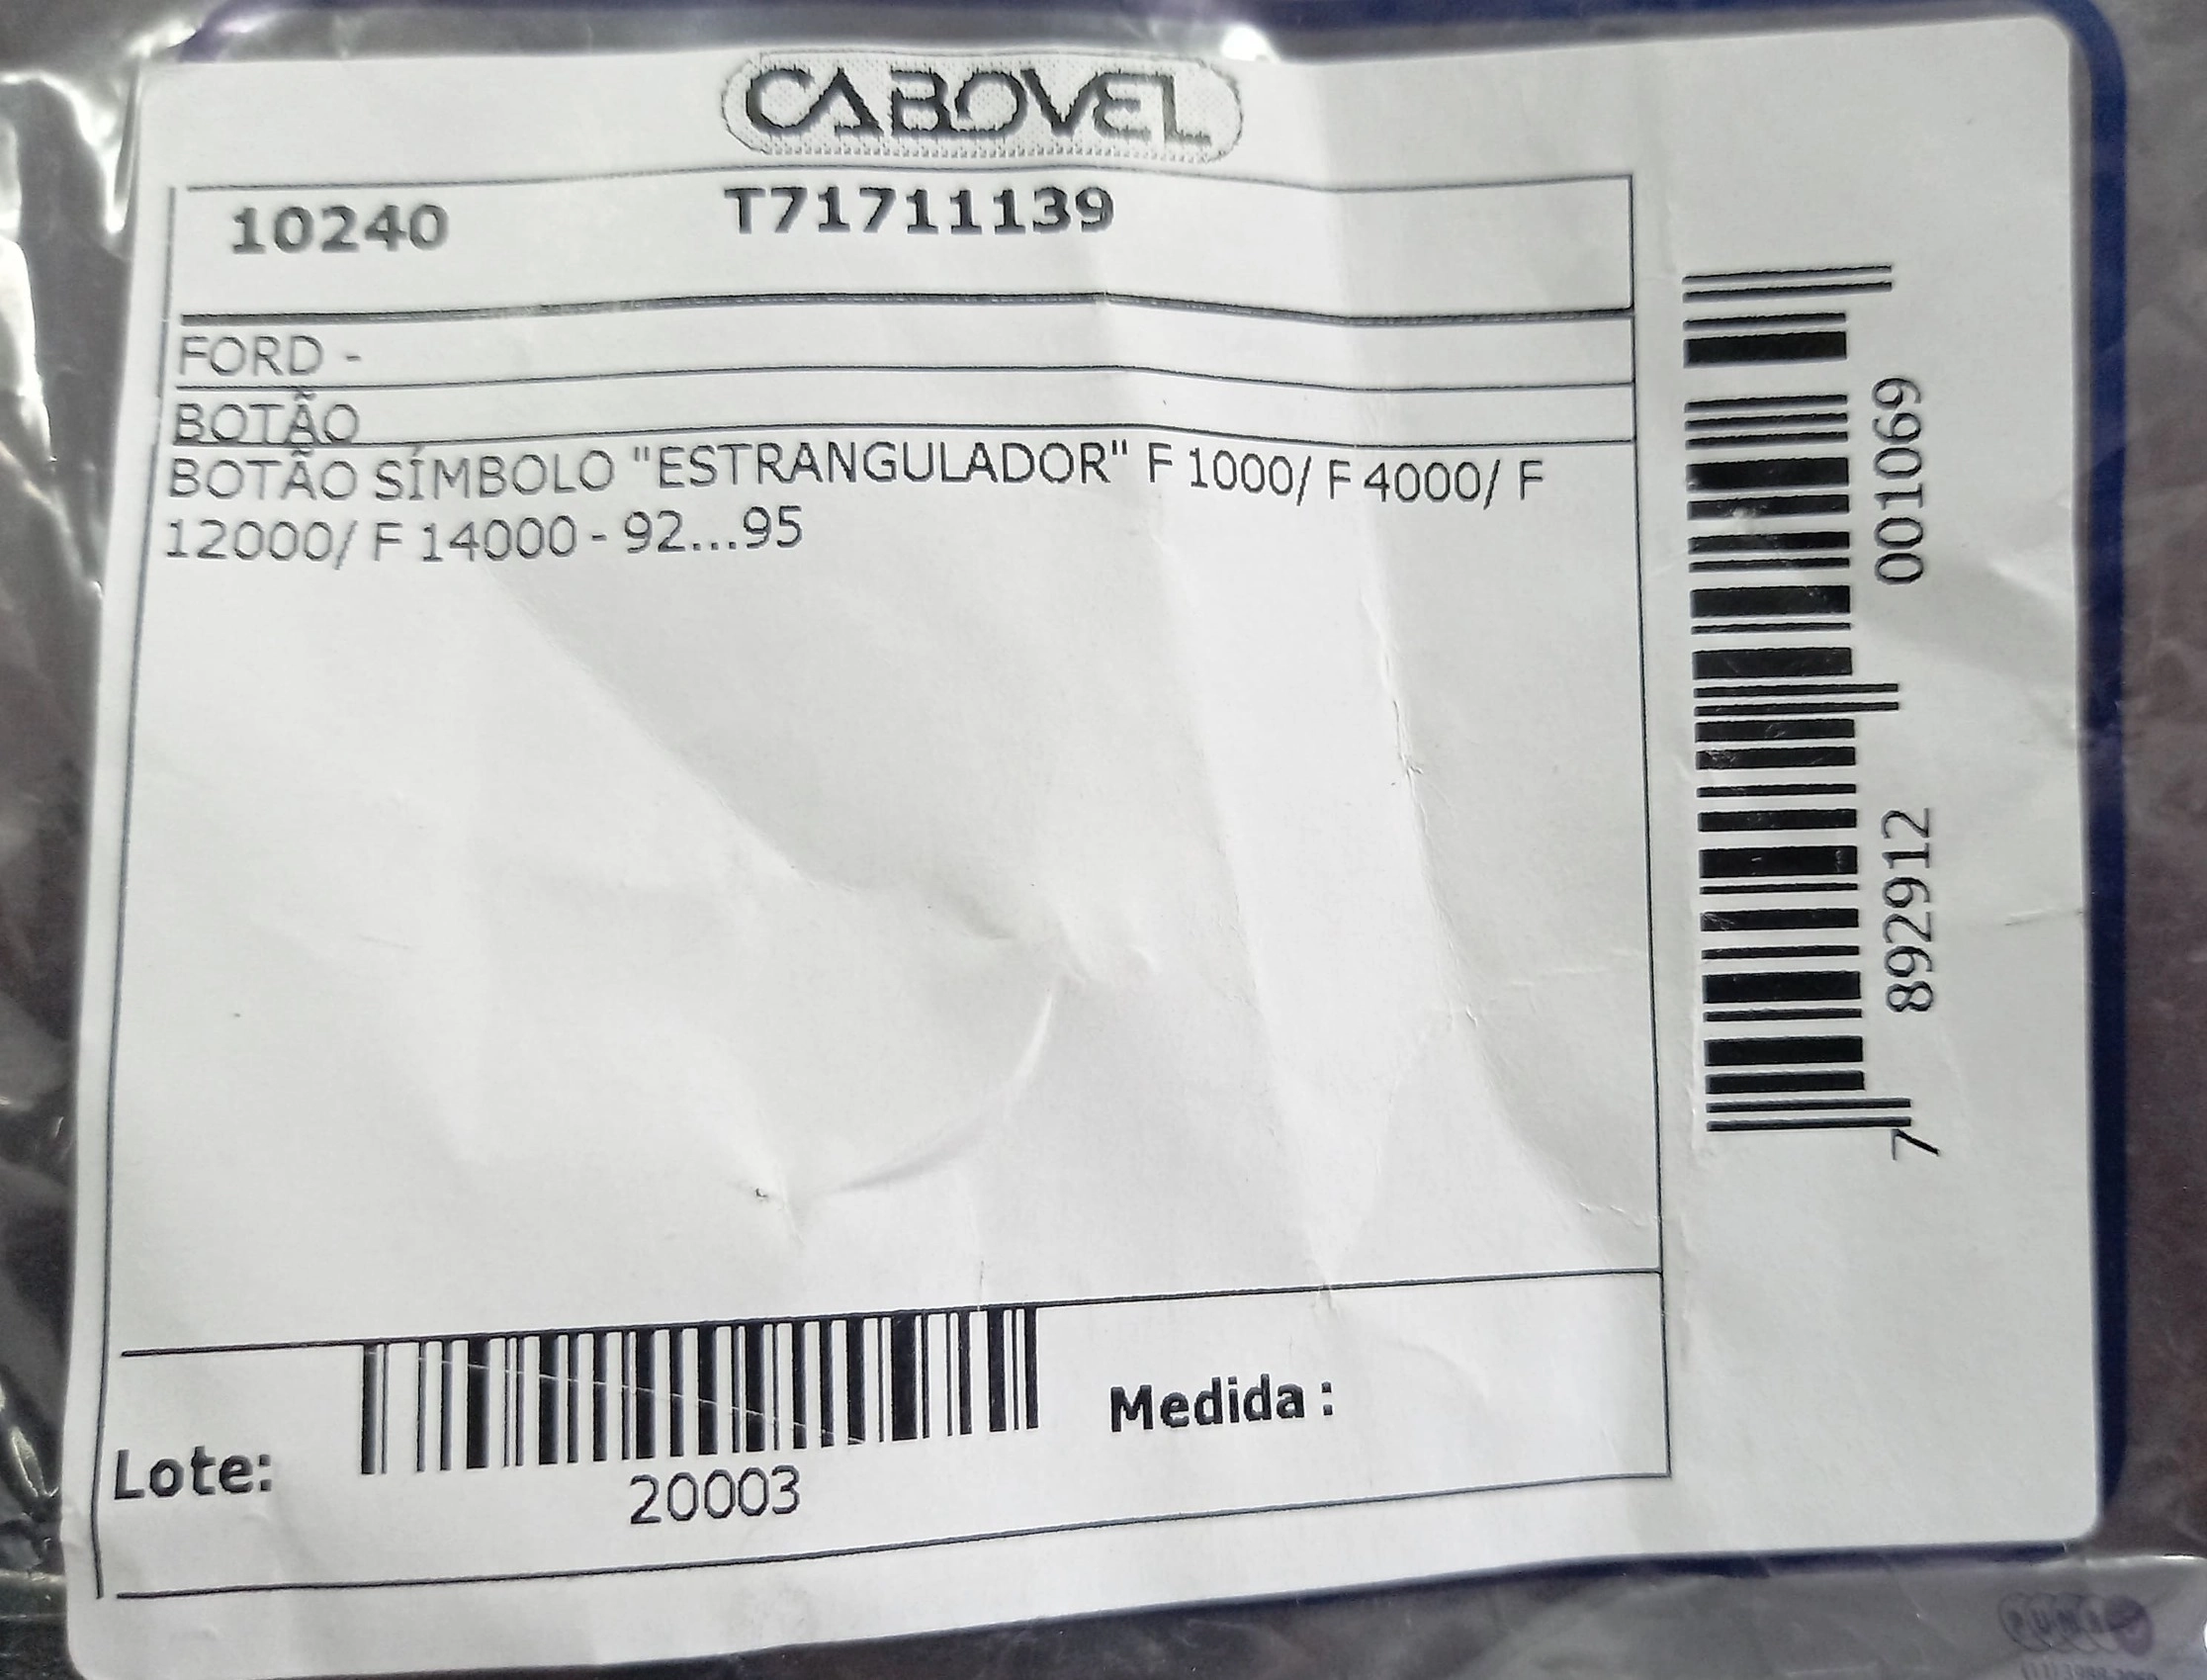 CABOVEL
10240 T71711139
FORD -
BOTÃO
BOTÃO SÍMBOLO "ESTRANGULADOR" F 1000/ F 4000/ F
12000/ F 14000 - 92...95
Lote:
20003
Medida :
7 892912 001069